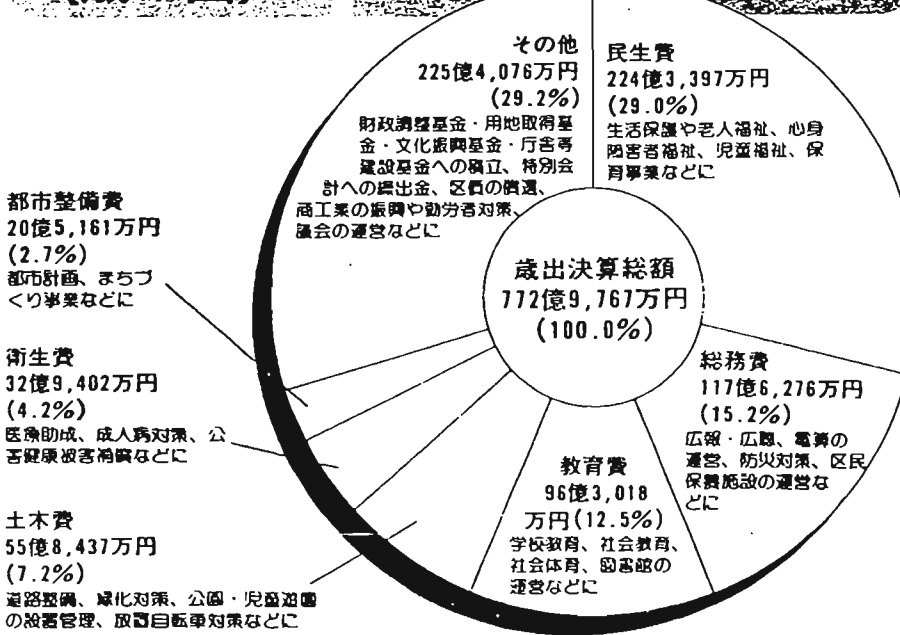 その他
225億4,076万円
(29.2%)
財政調整基金・用地取得基
金・文化振興基金・庁舎等
建設基金への積立、特別会
計への繰出金、区債の償還、
商工業の振興や勤労者対策、
議会の運営などに
民生費
224億3,397万円
(29.0%)
生活保護や老人福祉、心身
障害者福祉、児童福祉、保
育事業などに
都市整備費
20億5,161万円
(2.7%)
都市計画、まちづ
くり事業などに
歳出決算総額
772億9,767万円
(100.0%)
衛生費
32億9,402万円
(4.2%)
医療助成、成人病対策、公
害健康被害補償などに
総務費
117億6,276万円
(15.2%)
広報・広聴、電算の
運営、防災対策、区民
保養施設の運営な
どに
教育費
96億3,018
万円(12.5%)
学校教育、社会教育、
社会体育、図書館の
運営などに
土木費
55億8,437万円
(7.2%)
道路整備、緑化対策、公園・児童遊園
の設置管理、放置自転車対策などに